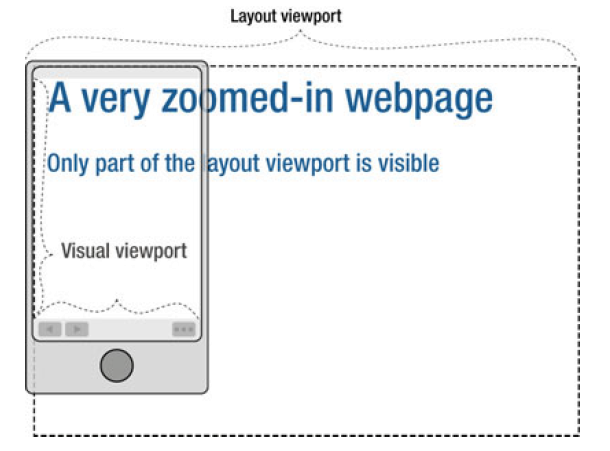 Layout viewport
A very zoomed-in webpage
Only part of the layout viewport is visible
Visual viewport